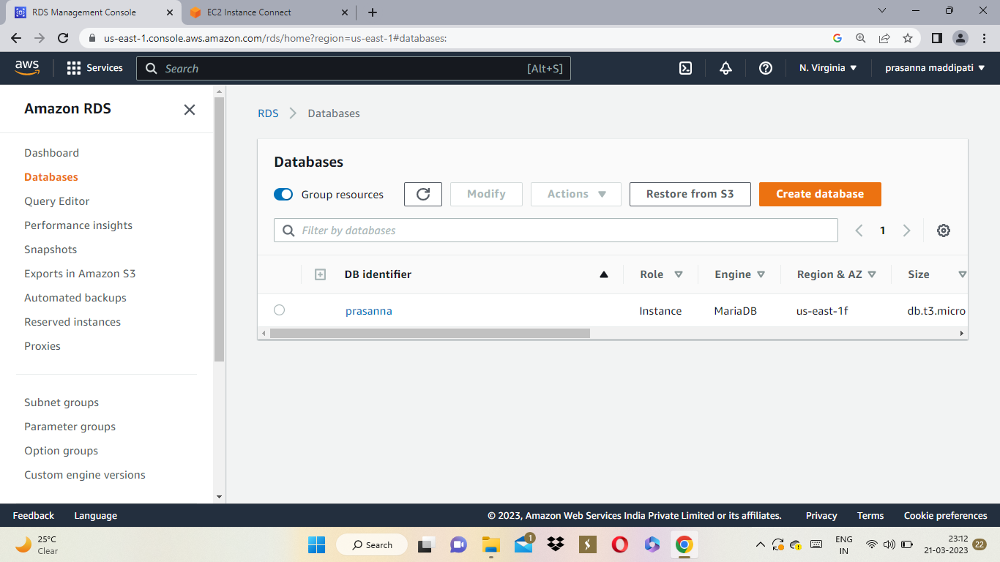 RDS Management Console
EC2 Instance Connect
us-east-1.console.aws.amazon.com/rds/home?region=us-east-1#databases:
aws
Services
Search
[Alt+S]
N. Virginia
prasanna maddipati
Amazon RDS
Dashboard
Databases
Query Editor
Performance insights
Snapshots
Exports in Amazon S3
Automated backups
Reserved instances
Proxies
Subnet groups
Parameter groups
Option groups
Custom engine versions
RDS > Databases
Databases
Group resources
Modify
Actions
Restore from S3
Create database
Filter by databases
1
DB identifier Role Engine Region & AZ Size
prasanna Instance MariaDB us-east-1f db.t3.micro
Feedback Language
© 2023, Amazon Web Services India Private Limited or its affiliates. Privacy Terms Cookie preferences
25°C
Clear
Search
1
ENG
IN
23:12
21-03-2023
22